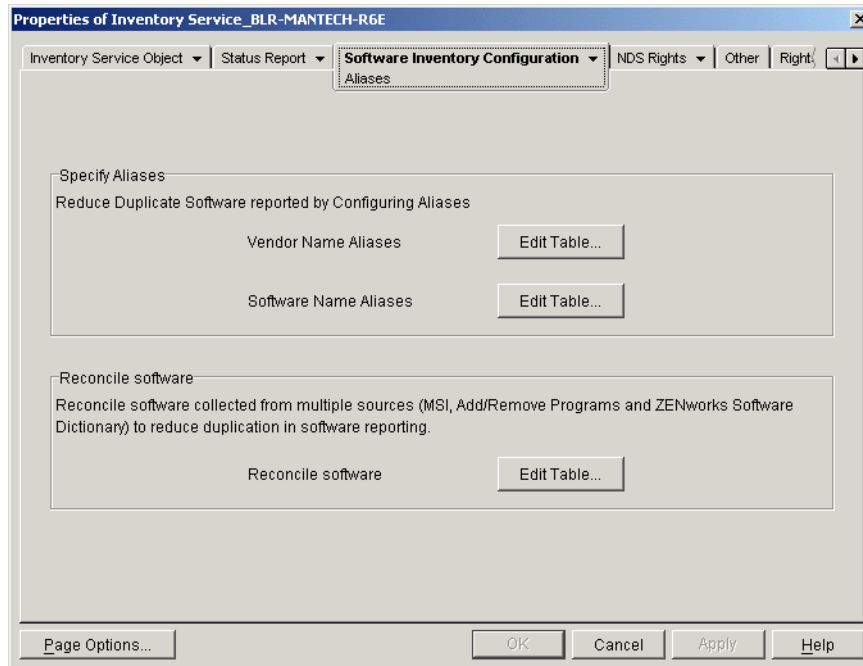 Properties of Inventory Service_BLR-MANTECH-R6E
Inventory Service Object Status Report Software Inventory Configuration NDS Rights Other Right
Aliases
Specify Aliases
Reduce Duplicate Software reported by Configuring Aliases
Vendor Name Aliases Edit Table...
Software Name Aliases Edit Table...
Reconcile software
Reconcile software collected from multiple sources (MSI, Add/Remove Programs and ZENworks Software
Dictionary) to reduce duplication in software reporting.
Reconcile software Edit Table...
Page Options... OK Cancel Apply Help